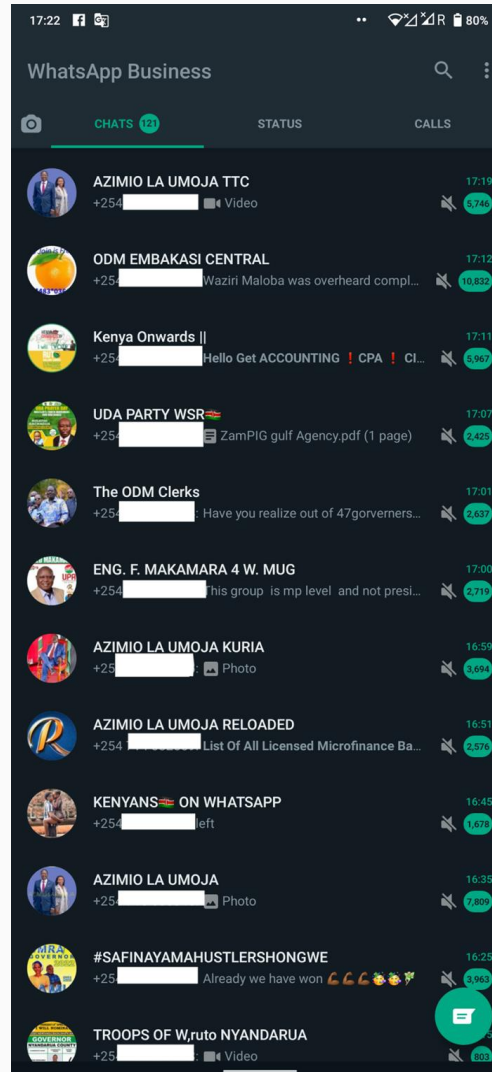 17:22
R 80%
WhatsApp Business
CHATS 121 STATUS CALLS
AZIMIO LA UMOJA TTC 17:19
+254 Video 5,746
ODM EMBAKASI CENTRAL 17:12
+254 Waziri Maloba was overheard compl... 10,832
Kenya Onwards || 17:11
+25 Hello Get ACCOUNTING ❗ CPA ❗ CI... 5,967
UDA PARTY WSR🇰🇪 17:07
+25 ZamPIG gulf Agency.pdf (1 page) 2,425
The ODM Clerks 17:01
+25 : Have you realize out of 47gorverners... 2,637
ENG. F. MAKAMARA 4 W. MUG 17:00
+254 This group is mp level and not presi... 2,719
AZIMIO LA UMOJA KURIA 16:59
+25 : Photo 3,694
AZIMIO LA UMOJA RELOADED 16:51
+254 List Of All Licensed Microfinance Ba... 2,576
KENYANS🇰🇪 ON WHATSAPP 16:45
+254 left 1,678
AZIMIO LA UMOJA 16:35
+25 Photo 7,809
#SAFINAYAMAHUSTLERSHONGWE 16:25
+25 Already we have won 💪🏿💪🏿💪🏿 3,963
TROOPS OF W,ruto NYANDARUA
+25 : Video 803